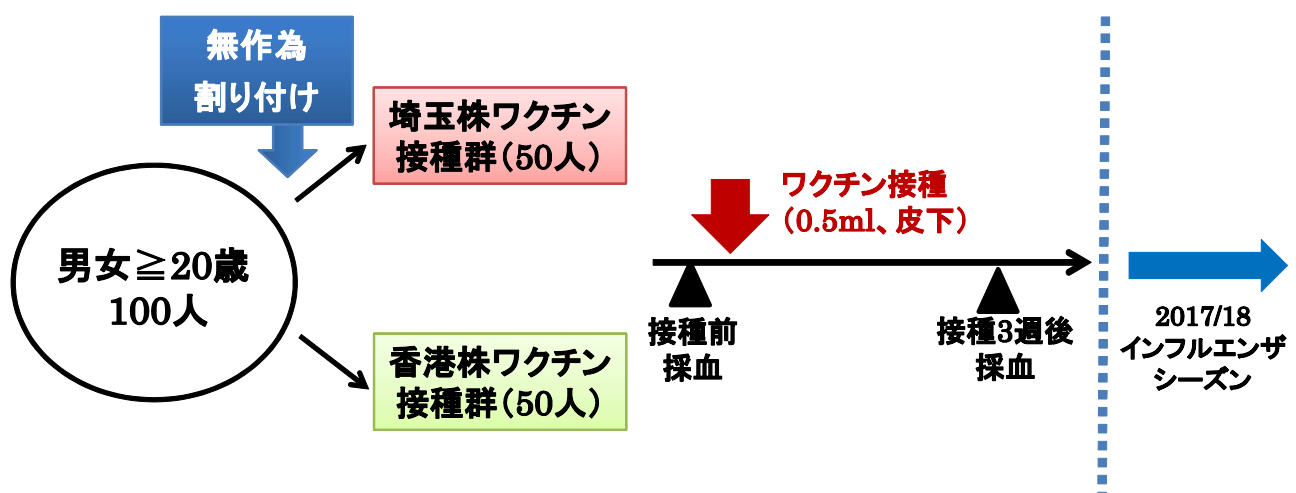 無作為
割り付け
埼玉株ワクチン
接種群（50人）
男女≧20歳
100人
香港株ワクチン
接種群（50人）
ワクチン接種
（0.5ml、皮下）
接種前
採血
接種3週後
採血
2017/18
インフルエンザ
シーズン